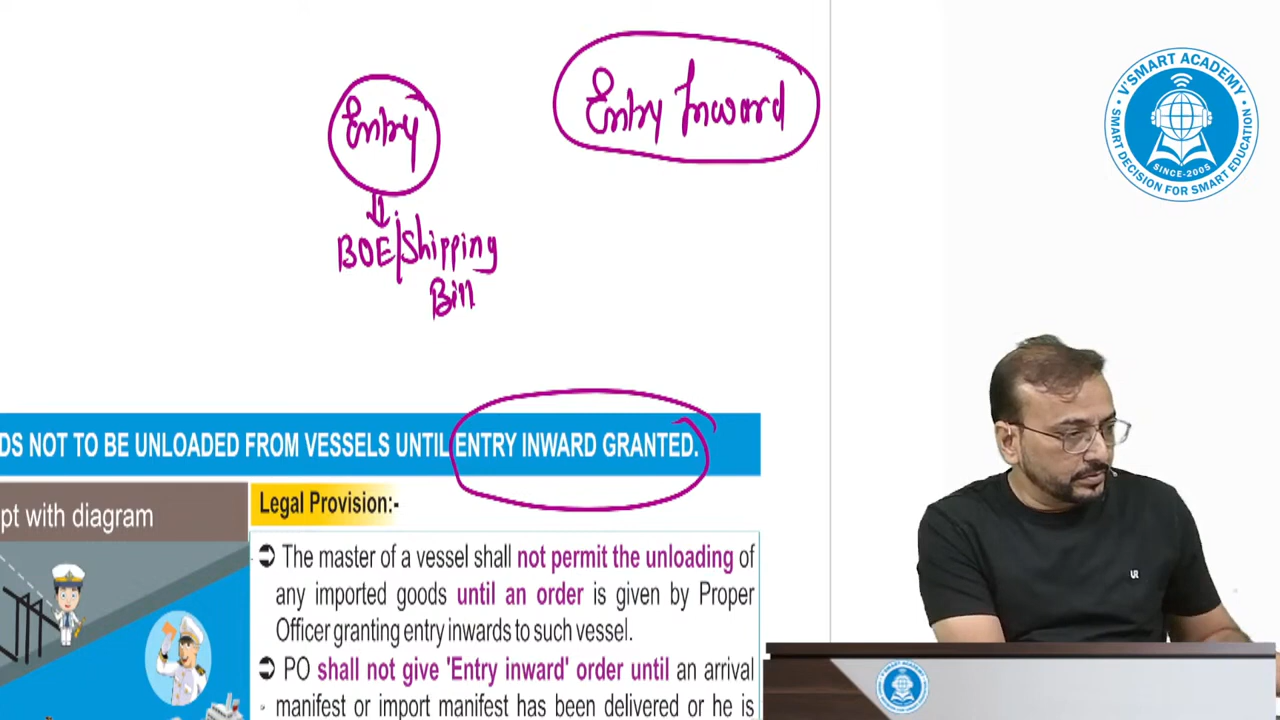 Entry
Entry Inward
BOE/Shipping
Bill
V'SMART ACADEMY
SMART DECISION FOR SMART EDUCATION
SINCE-2005
DS NOT TO BE UNLOADED FROM VESSELS UNTIL ENTRY INWARD GRANTED.
pt with diagram
Legal Provision:-
The master of a vessel shall not permit the unloading of
any imported goods until an order is given by Proper
Officer granting entry inwards to such vessel.
PO shall not give 'Entry inward' order until an arrival
manifest or import manifest has been delivered or he is
UR